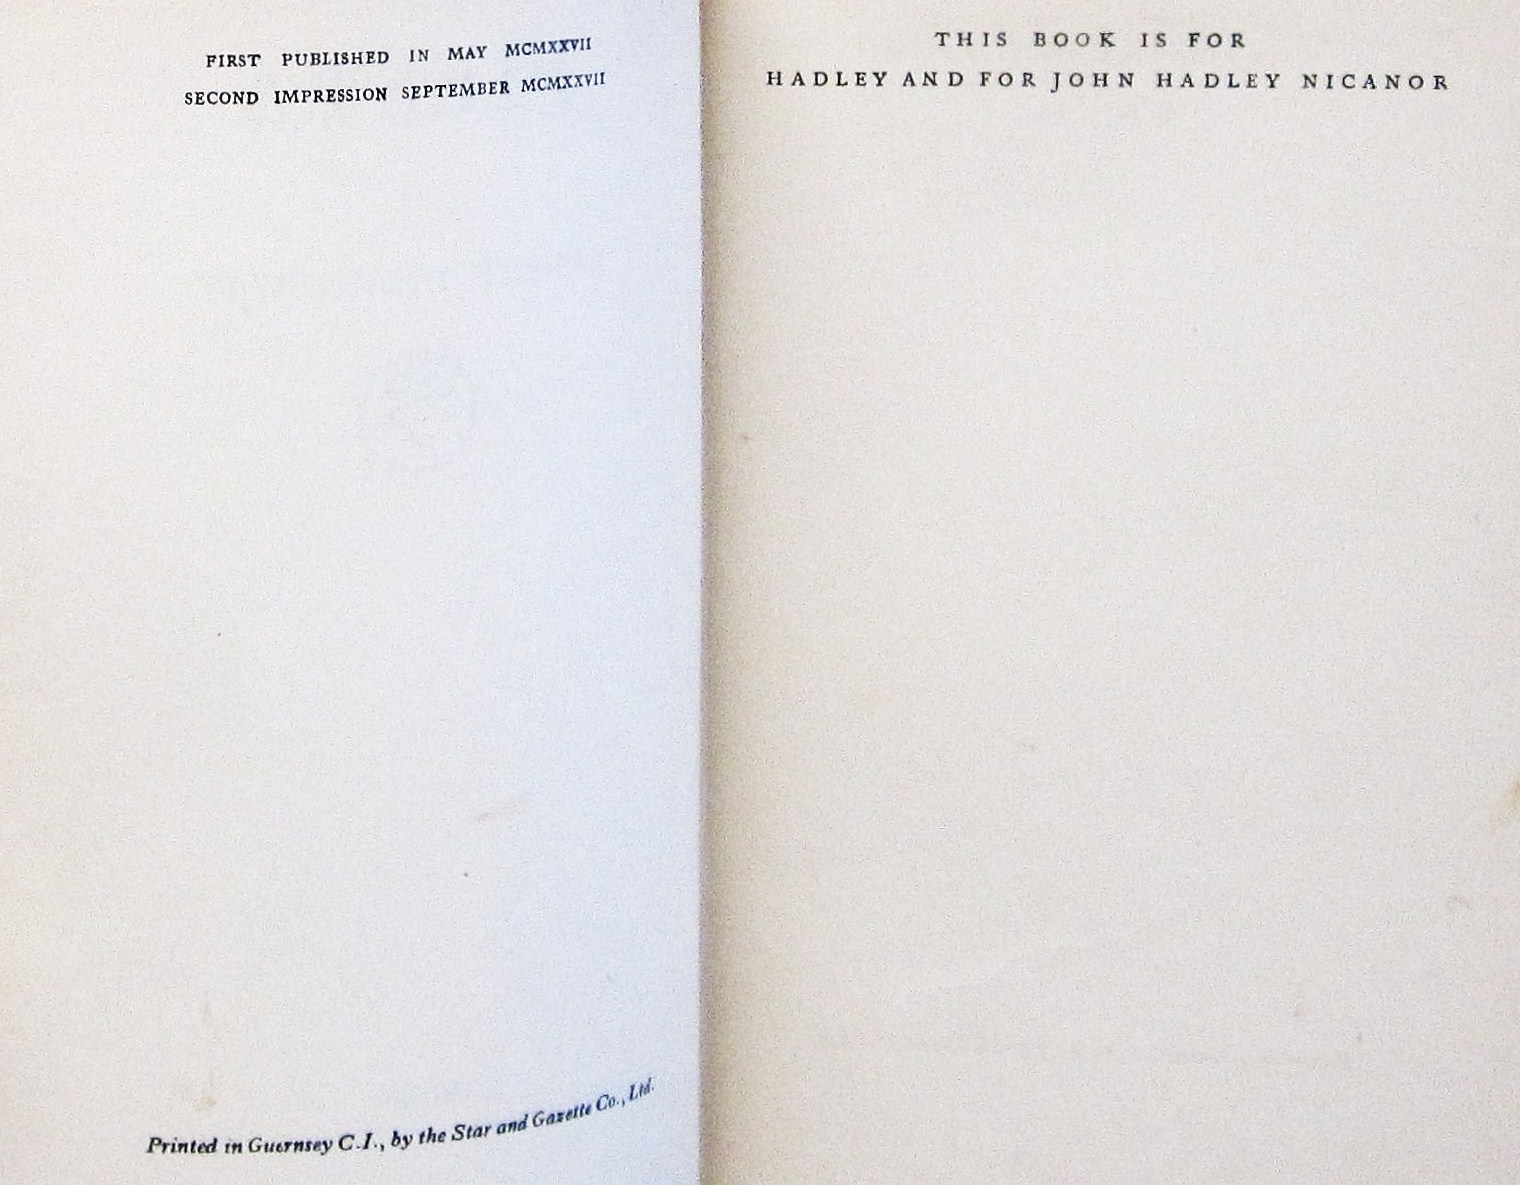 FIRST PUBLISHED IN MAY MCMXXVII
SECOND IMPRESSION SEPTEMBER MCMXXVII
Printed in Guernsey C.I., by the Star and Gazette Co., Ltd.
THIS BOOK IS FOR
HADLEY AND FOR JOHN HADLEY NICANOR